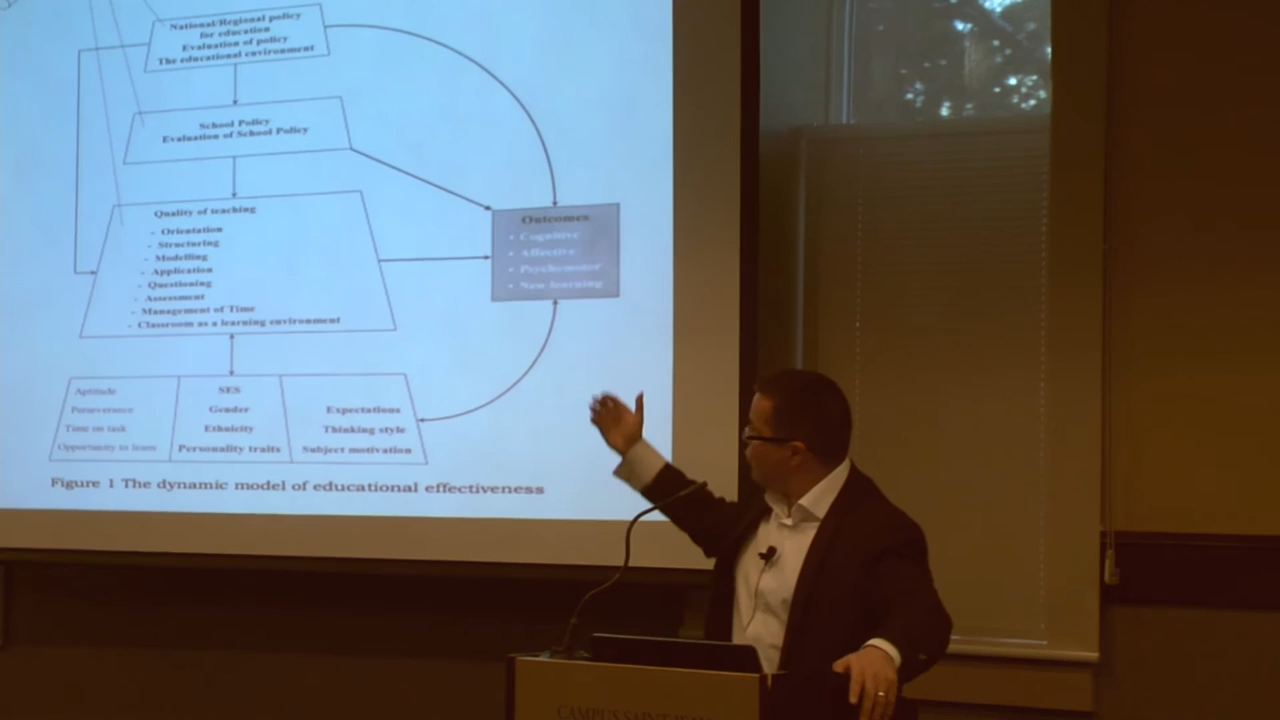 National/Regional policy
for education
Evaluation of policy
The educational environment
School Policy
Evaluation of School Policy
Quality of teaching
- Orientation
- Structuring
- Modelling
- Application
- Questioning
- Assessment
- Management of Time
- Classroom as a learning environment
Outcomes
• Cognitive
• Affective
• Psychomotor
• New learning
Aptitude
Perseverance
Time on task
Opportunity to learn
SES
Gender
Ethnicity
Personality traits
Expectations
Thinking style
Subject motivation
Figure 1 The dynamic model of educational effectiveness
CAMPUS SAINT-JEAN